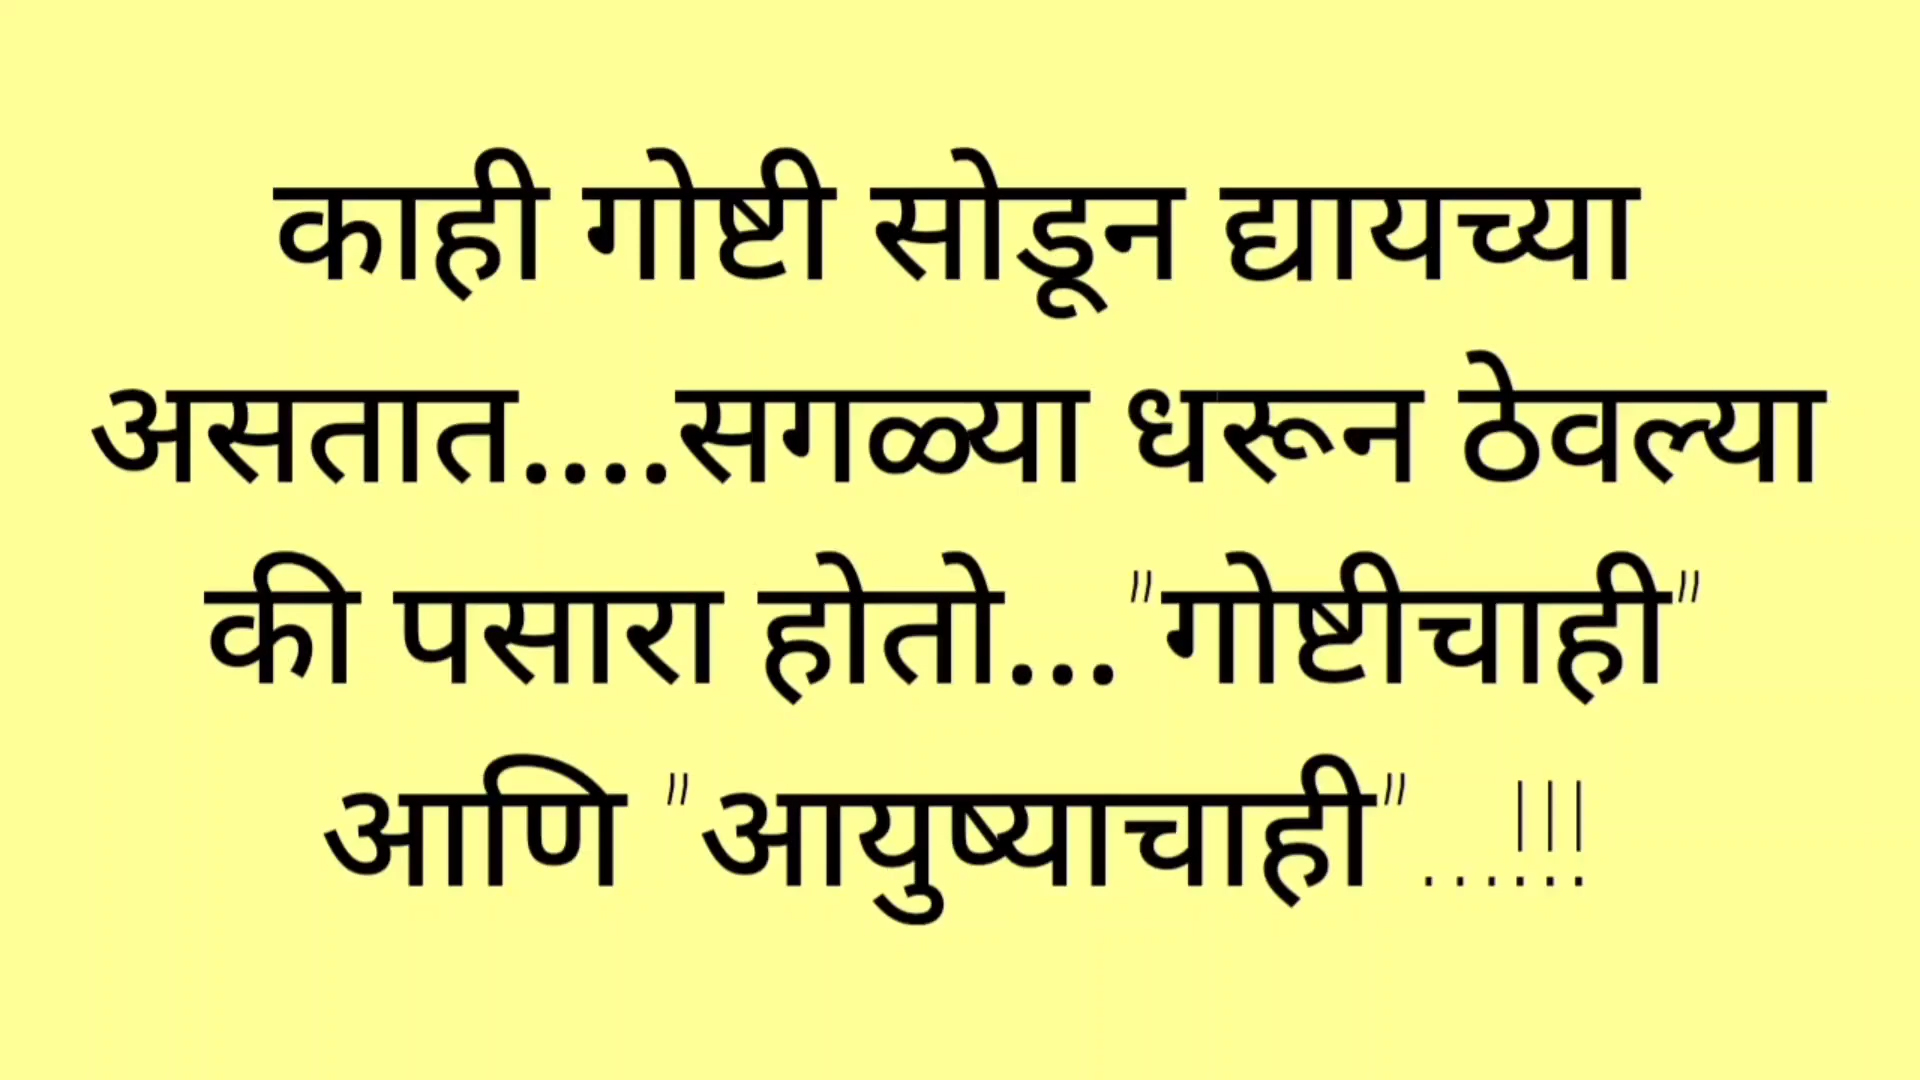 काही गोष्टी सोडून द्यायच्या
असतात....सगळ्या धरून ठेवल्या
की पसारा होतो..."गोष्टीचाही"
आणि "आयुष्याचाही" ...!!!